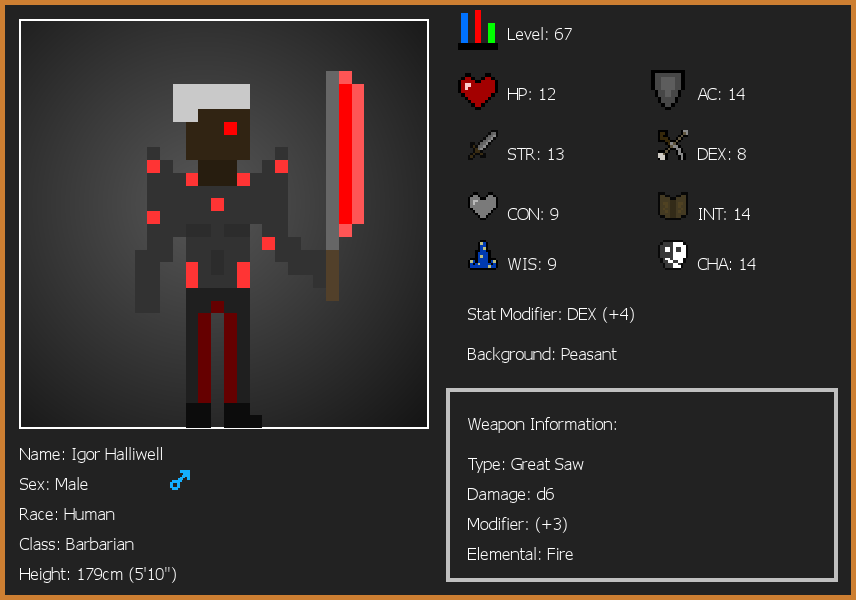 Level: 67
HP: 12
AC: 14
STR: 13
DEX: 8
CON: 9
INT: 14
WIS: 9
CHA: 14
Stat Modifier: DEX (+4)
Background: Peasant
Weapon Information:
Type: Great Saw
Damage: d6
Modifier: (+3)
Elemental: Fire
Name: Igor Halliwell
Sex: Male
Race: Human
Class: Barbarian
Height: 179cm (5'10")